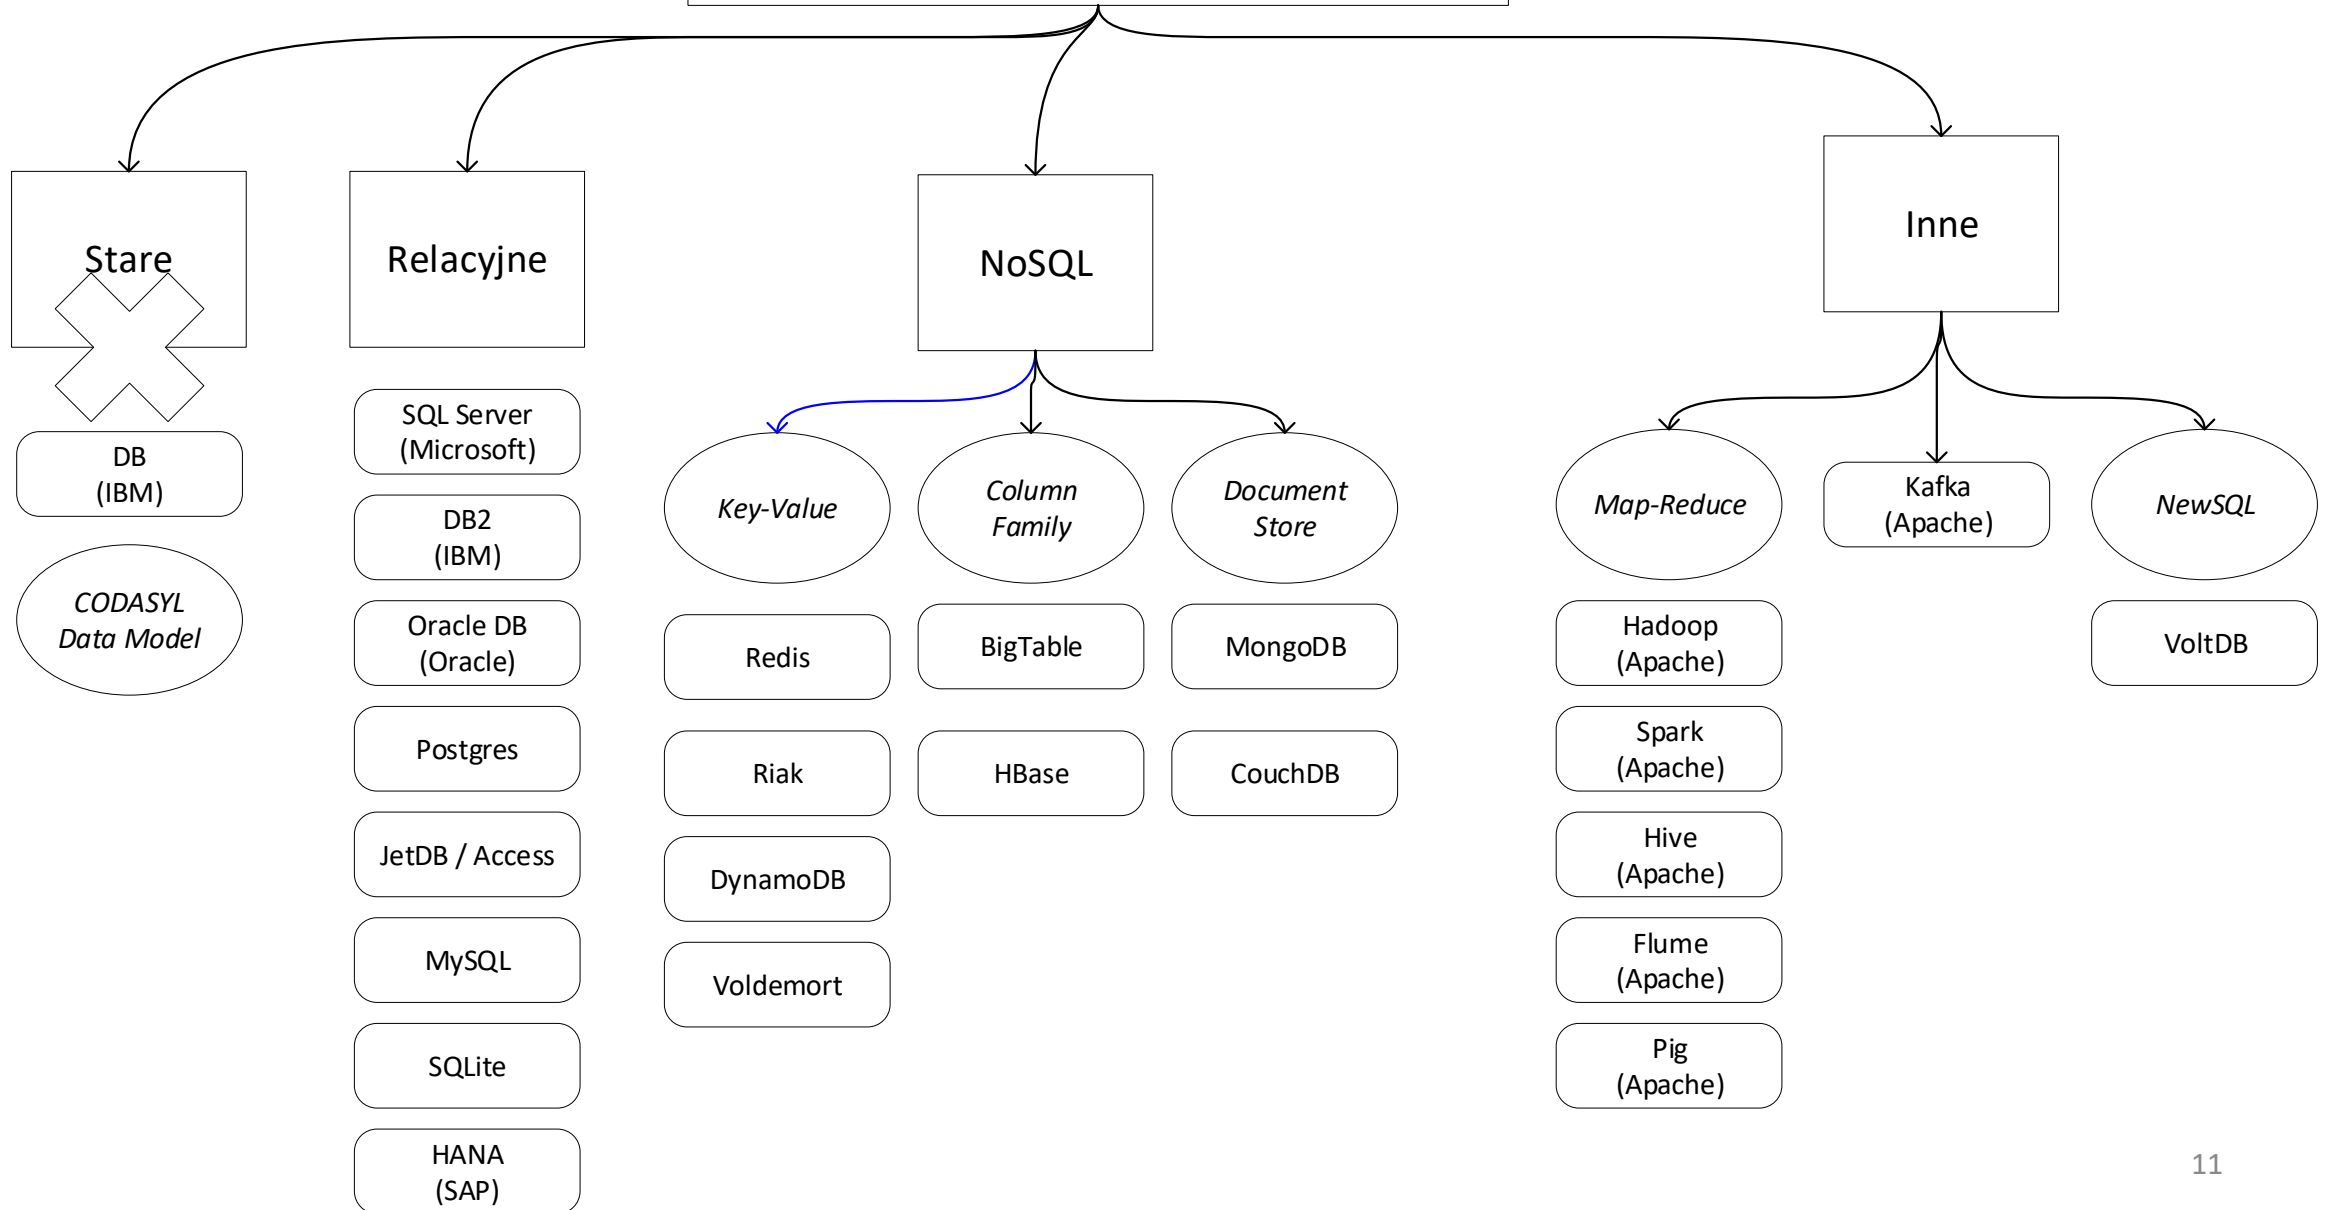 Stare
Relacyjne
NoSQL
Inne
DB
(IBM)
CODASYL
Data Model
SQL Server
(Microsoft)
DB2
(IBM)
Oracle DB
(Oracle)
Postgres
JetDB / Access
MySQL
SQLite
HANA
(SAP)
Key-Value
Redis
Riak
DynamoDB
Voldemort
Column
Family
BigTable
HBase
Document
Store
MongoDB
CouchDB
Map-Reduce
Hadoop
(Apache)
Spark
(Apache)
Hive
(Apache)
Flume
(Apache)
Pig
(Apache)
Kafka
(Apache)
NewSQL
VoltDB
11